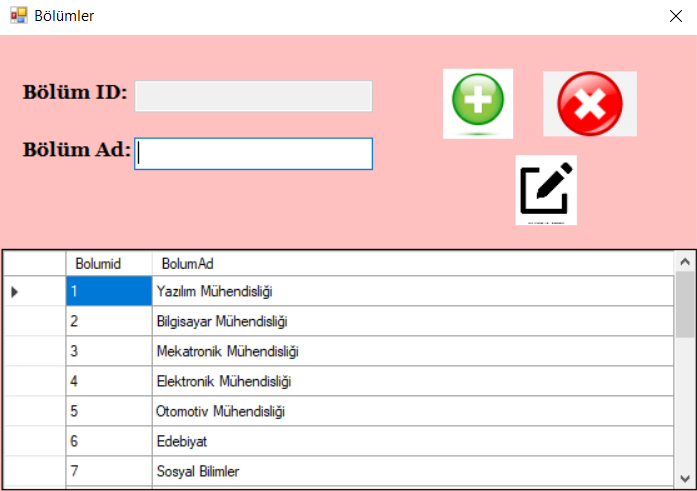 Bölümler
Bölüm ID:
Bölüm Ad:
Bolumid BolumAd
1 Yazılım Mühendisliği
2 Bilgisayar Mühendisliği
3 Mekatronik Mühendisliği
4 Elektronik Mühendisliği
5 Otomotiv Mühendisliği
6 Edebiyat
7 Sosyal Bilimler